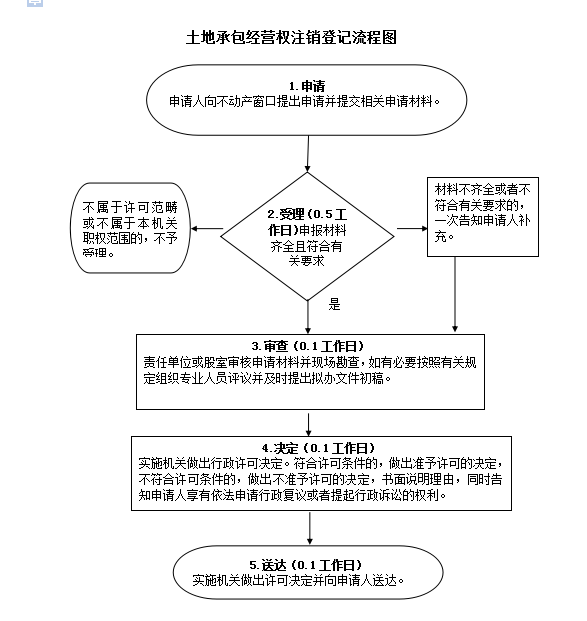 土地承包经营权注销登记流程图
1.申请
申请人向不动产窗口提出申请并提交相关申请材料。
不属于许可范畴
或不属于本机关
职权范围的，不予
受理。
2.受理（0.5工
作日)申报材料
齐全且符合有
关要求
材料不齐全或者不
符合有关要求的，
一次告知申请人补
充。
是
3.审查（0.1工作日）
责任单位或股室审核申请材料并现场勘查，如有必要按照有关规
定组织专业人员评议并及时提出拟办文件初稿。
4.决定（0.1工作日）
实施机关做出行政许可决定。符合许可条件的，做出准予许可的决定，
不符合许可条件的，做出不准予许可的决定，书面说明理由，同时告
知申请人享有依法申请行政复议或者提起行政诉讼的权利。
5.送达（0.1工作日）
实施机关做出许可决定并向申请人送达。